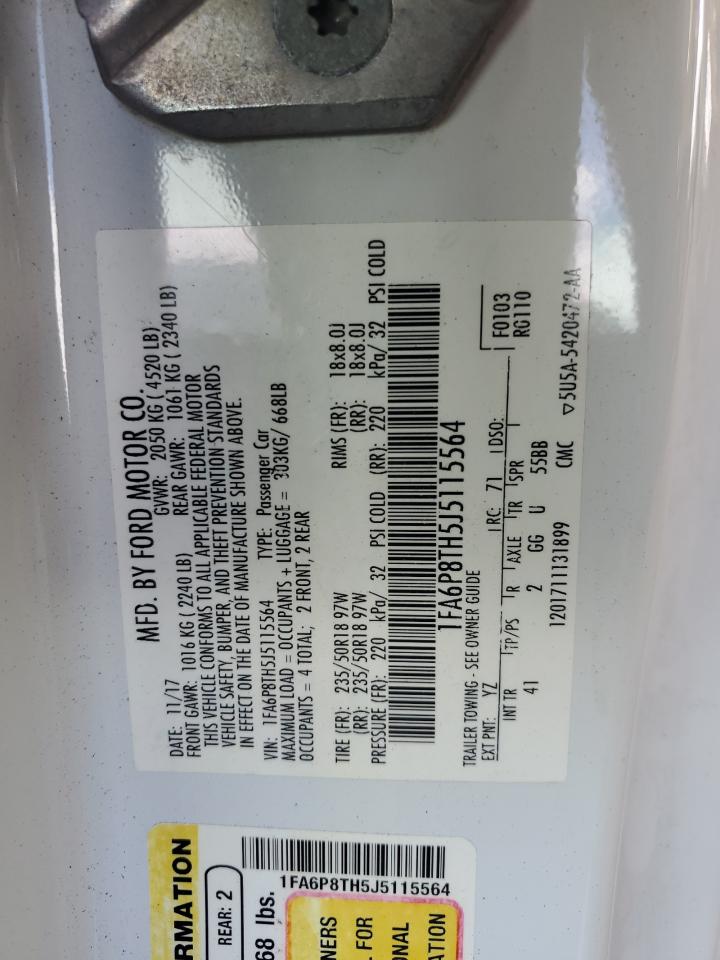 MFD. BY FORD MOTOR CO.
DATE: 11/17 GVWR: 2050 KG ( 4520 LB)
FRONT GAWR: 1016 KG ( 2240 LB) REAR GAWR: 1061 KG ( 2340 LB)
THIS VEHICLE CONFORMS TO ALL APPLICABLE FEDERAL MOTOR
VEHICLE SAFETY, BUMPER, AND THEFT PREVENTION STANDARDS
IN EFFECT ON THE DATE OF MANUFACTURE SHOWN ABOVE.
VIN: 1FA6P8TH5J5115564 TYPE: Passenger Car
MAXIMUM LOAD = OCCUPANTS + LUGGAGE = 303KG/ 668LB
OCCUPANTS = 4 TOTAL; 2 FRONT, 2 REAR
TIRE (FR): 235/50R18 97W RIMS (FR): 18x8.0J
(RR): 235/50R18 97W (RR): 18x8.0J
PRESSURE (FR): 220 kPa/ 32 PSI COLD (RR): 220 kPa/ 32 PSI COLD
1FA6P8TH5J5115564
TRAILER TOWING - SEE OWNER GUIDE
EXT PNT: YZ RC: 71 DSO: F0103
INT TR TP/PS R AXLE TR SPR RG110
41 2 GG U 55BB
1201711131899 CMC ▽5U5A-5420472-AA
RMATION
REAR: 2
68 lbs.
1FA6P8TH5J5115564
NERS
L FOR
ONAL
ATION